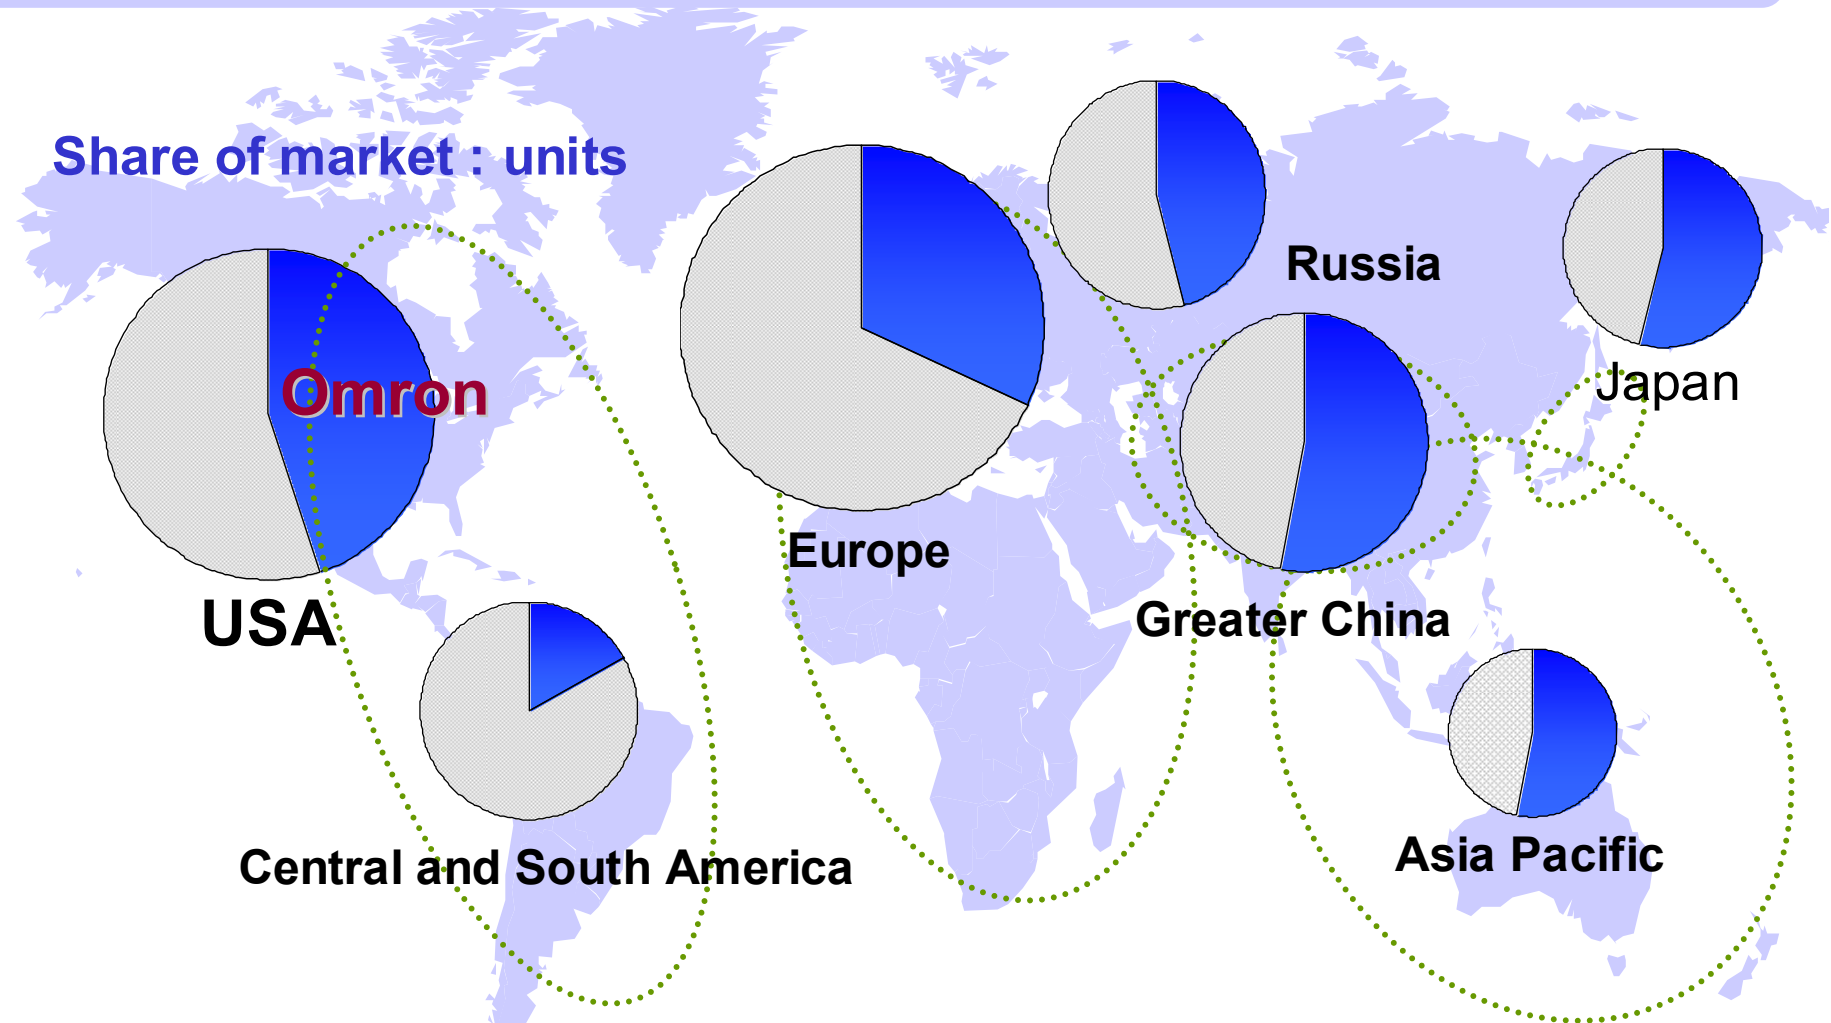 Share of market : units
Russia
Japan
Omron
Europe
USA
Greater China
Central and South America
Asia Pacific